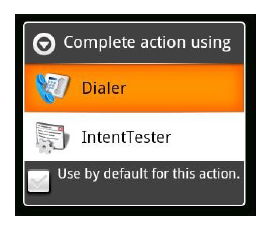 Complete action using
Dialer
IntentTester
Use by default for this action.